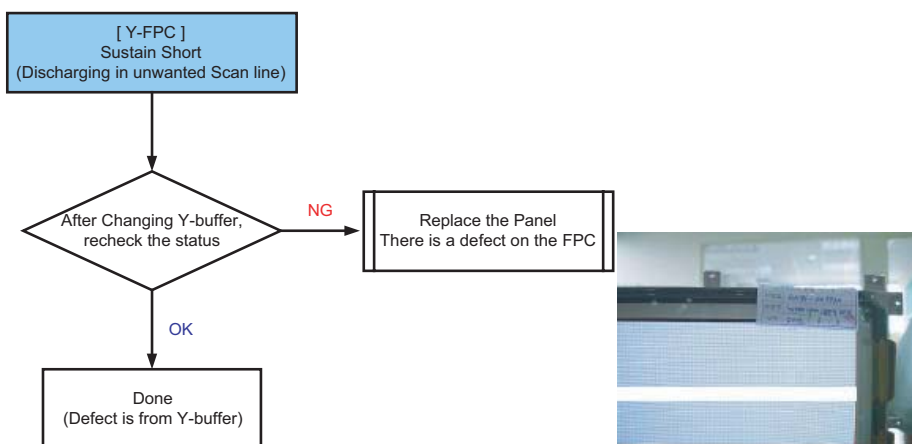 [ Y-FPC ]
Sustain Short
(Discharging in unwanted Scan line)
After Changing Y-buffer,
recheck the status
NG
Replace the Panel
There is a defect on the FPC
OK
Done
(Defect is from Y-buffer)